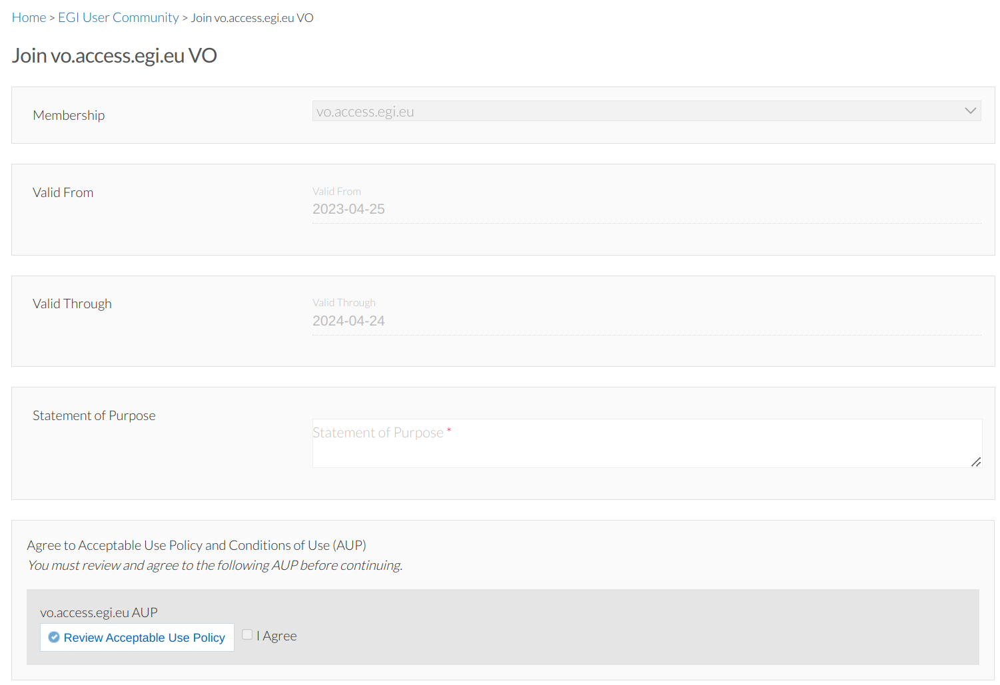 Home > EGI User Community > Join vo.access.egi.eu VO
Join vo.access.egi.eu VO
Membership
vo.access.egi.eu
Valid From
Valid From
2023-04-25
Valid Through
Valid Through
2024-04-24
Statement of Purpose
Statement of Purpose *
Agree to Acceptable Use Policy and Conditions of Use (AUP)
You must review and agree to the following AUP before continuing.
vo.access.egi.eu AUP
Review Acceptable Use Policy I Agree